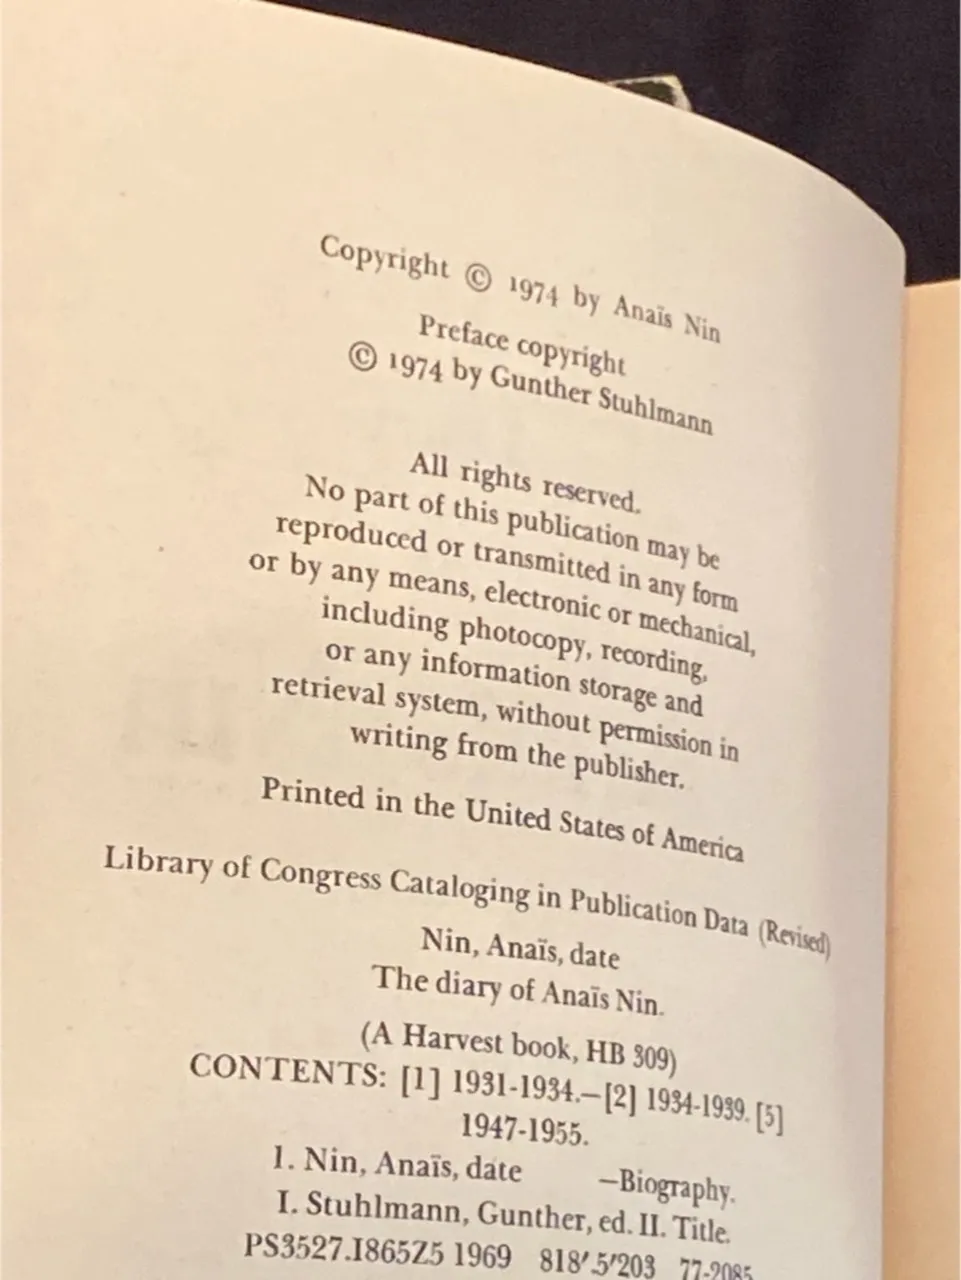 Copyright © 1974 by Anaïs Nin
Preface copyright
© 1974 by Gunther Stuhlmann
All rights reserved.
No part of this publication may be
reproduced or transmitted in any form
or by any means, electronic or mechanical,
including photocopy, recording,
or any information storage and
retrieval system, without permission in
writing from the publisher.
Printed in the United States of America
Library of Congress Cataloging in Publication Data (Revised)
Nin, Anaïs, date
The diary of Anaïs Nin.
(A Harvest book, HB 309)
CONTENTS: [1] 1931-1934.—[2] 1934-1939. [5]
1947-1955.
1. Nin, Anaïs, date —Biography.
I. Stuhlmann, Gunther, ed. II. Title.
PS3527.I865Z5 1969 818'.5'203 77-2085